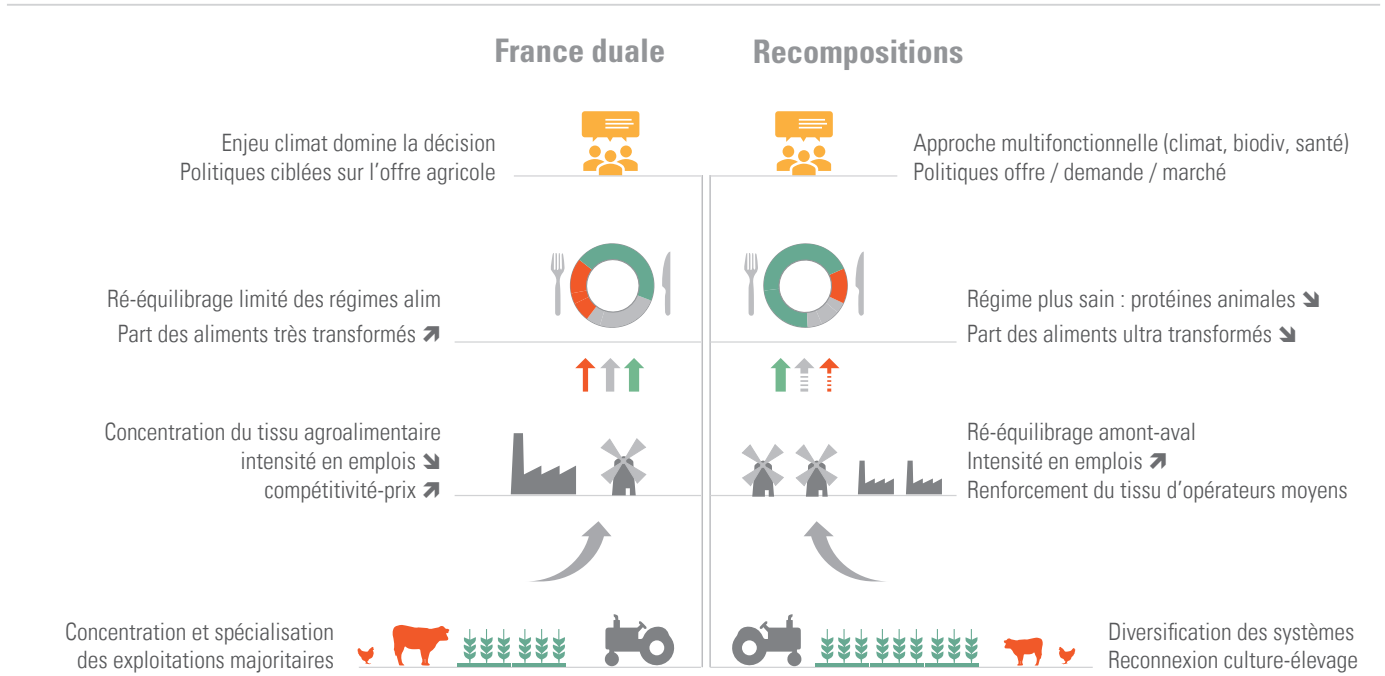 France duale
Enjeu climat domine la décision
Politiques ciblées sur l'offre agricole
Ré-équilibrage limité des régimes alim
Part des aliments très transformés ↗
Concentration du tissu agroalimentaire
intensité en emplois ↘
compétitivité-prix ↗
Concentration et spécialisation
des exploitations majoritaires
Recompositions
Approche multifonctionnelle (climat, biodiv, santé)
Politiques offre / demande / marché
Régime plus sain : protéines animales ↘
Part des aliments ultra transformés ↘
Ré-équilibrage amont-aval
Intensité en emplois ↗
Renforcement du tissu d'opérateurs moyens
Diversification des systèmes
Reconnexion culture-élevage